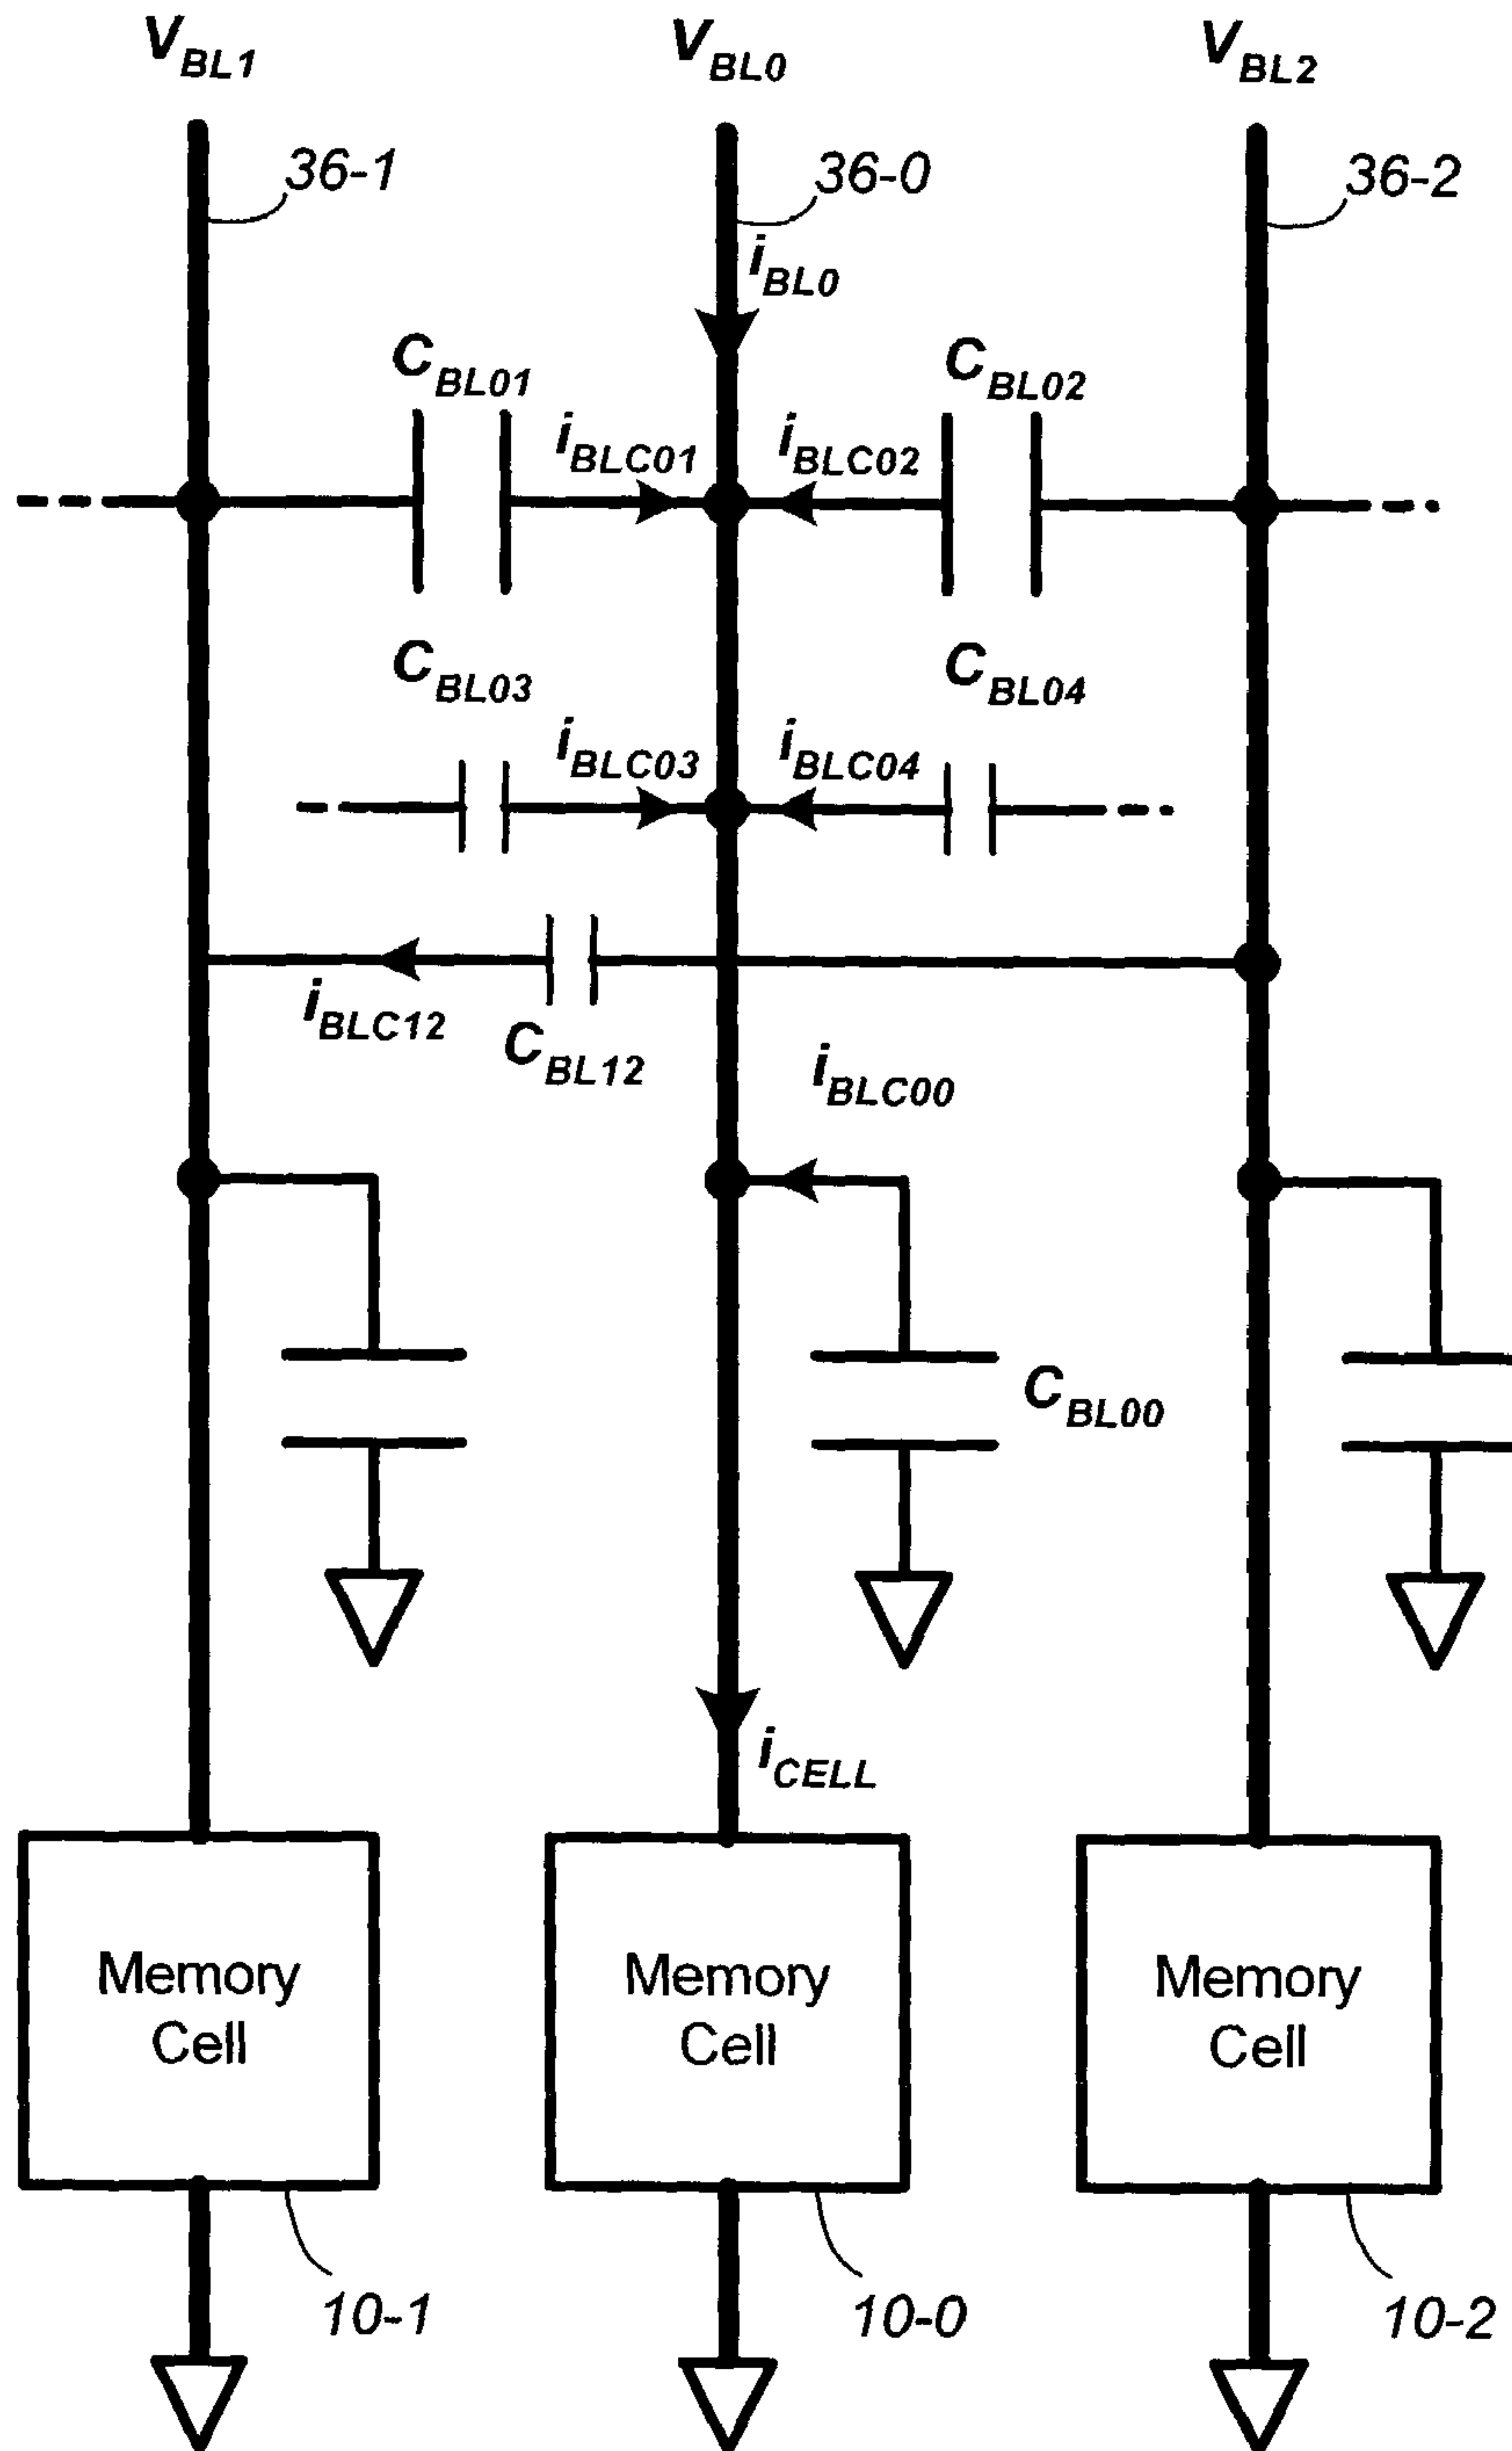 VBL1
VBL0
VBL2
36-1
36-0
36-2
iBL0
CBL01
CBL02
iBLC01
iBLC02
CBL03
CBL04
iBLC03
iBLC04
iBLC12
CBL12
iBLC00
CBL00
iCELL
Memory
Cell
Memory
Cell
Memory
Cell
10-1
10-0
10-2